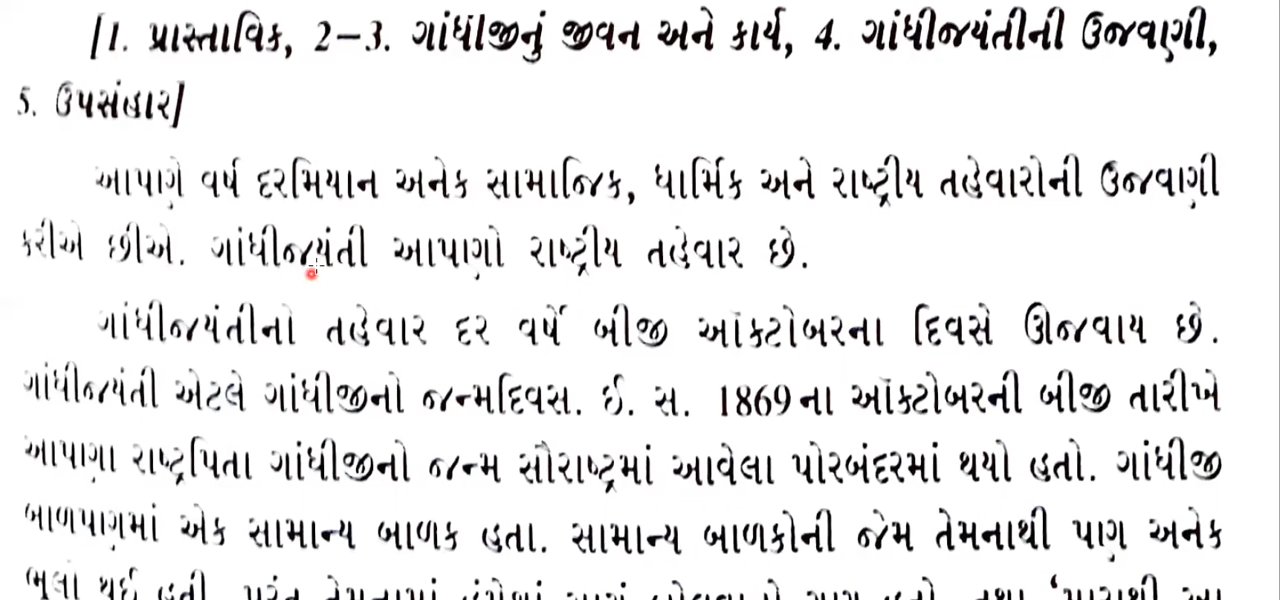 [1. પ્રાસ્તાવિક, 2–3. ગાંધીજીનું જીવન અને કાર્ય, 4. ગાંધીજયંતીની ઉજવણી,
5. ઉપસંહાર]
આપણે વર્ષ દરમિયાન અનેક સામાજિક, ધાર્મિક અને રાષ્ટ્રીય તહેવારોની ઉજવણી
કરીએ છીએ. ગાંધીજયંતી આપણો રાષ્ટ્રીય તહેવાર છે.
ગાંધીજયંતીનો તહેવાર દર વર્ષે બીજી ઑક્ટોબરના દિવસે ઊજવાય છે.
ગાંધીજયંતી એટલે ગાંધીજીનો જન્મદિવસ. ઈ. સ. 1869ના ઑક્ટોબરની બીજી તારીખે
આપણા રાષ્ટ્રપિતા ગાંધીજીનો જન્મ સૌરાષ્ટ્રમાં આવેલા પોરબંદરમાં થયો હતો. ગાંધીજી
બાળપણમાં એક સામાન્ય બાળક હતા. સામાન્ય બાળકોની જેમ તેમનાથી પણ અનેક
ભૂલો થઈ હતી